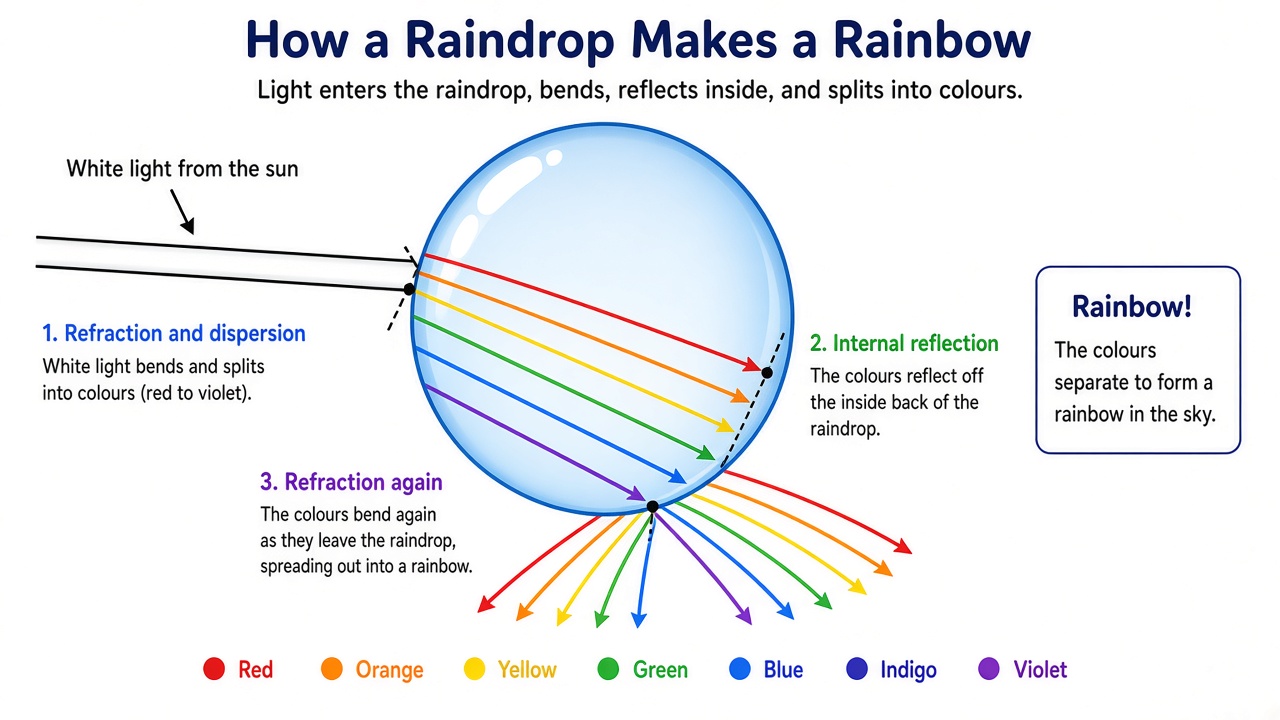 How a Raindrop Makes a Rainbow
Light enters the raindrop, bends, reflects inside, and splits into colours.
White light from the sun
1. Refraction and dispersion
White light bends and splits
into colours (red to violet).
2. Internal reflection
The colours reflect off
the inside back of the
raindrop.
Rainbow!
The colours
separate to form a
rainbow in the sky.
3. Refraction again
The colours bend again
as they leave the raindrop,
spreading out into a rainbow.
Red Orange Yellow Green Blue Indigo Violet